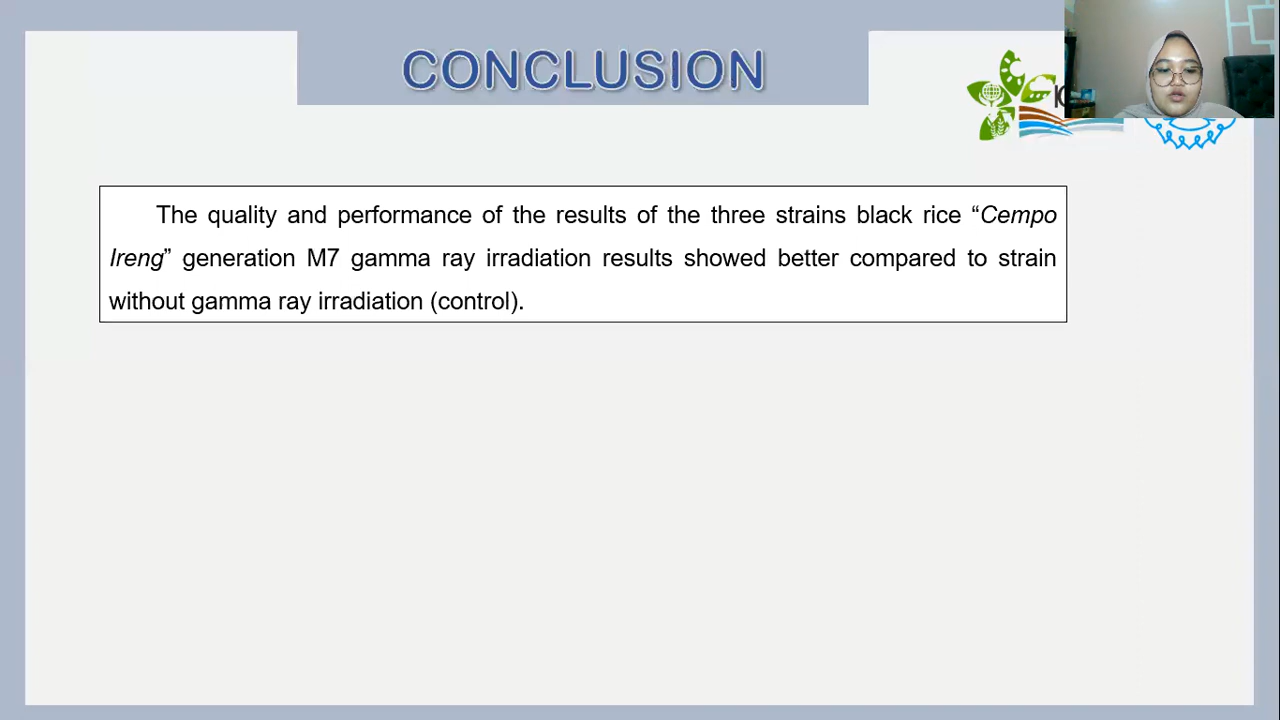 CONCLUSION
The quality and performance of the results of the three strains black rice “Cempo
Ireng” generation M7 gamma ray irradiation results showed better compared to strain
without gamma ray irradiation (control).